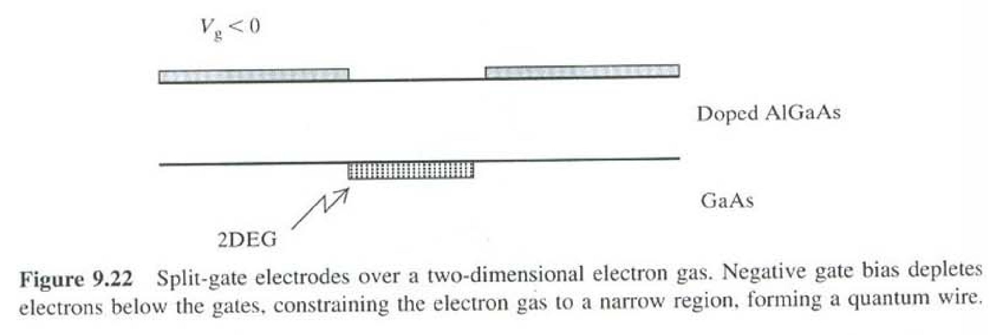 Vg < 0
Doped AlGaAs
GaAs
2DEG
Figure 9.22 Split-gate electrodes over a two-dimensional electron gas. Negative gate bias depletes
electrons below the gates, constraining the electron gas to a narrow region, forming a quantum wire.